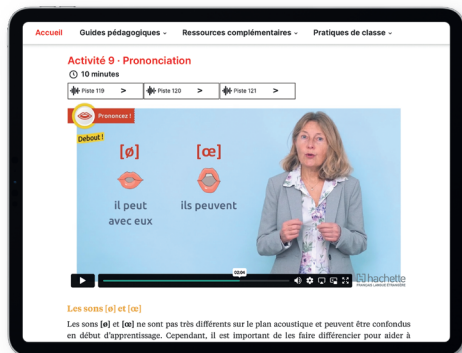 Accueil Guides pédagogiques Ressources complémentaires Pratiques de classe
Activité 9 · Prononciation
10 minutes
Piste 119 > Piste 120 > Piste 121 >
Prononcez !
Debout !
[ø] [œ]
il peut ils peuvent
avec eux
02:04
hachette
FRANÇAIS LANGUE ÉTRANGÈRE
Les sons [ø] et [œ]
Les sons [ø] et [œ] ne sont pas très différents sur le plan acoustique et peuvent être confondus
en début d'apprentissage. Cependant, il est important de les faire différencier pour aider à